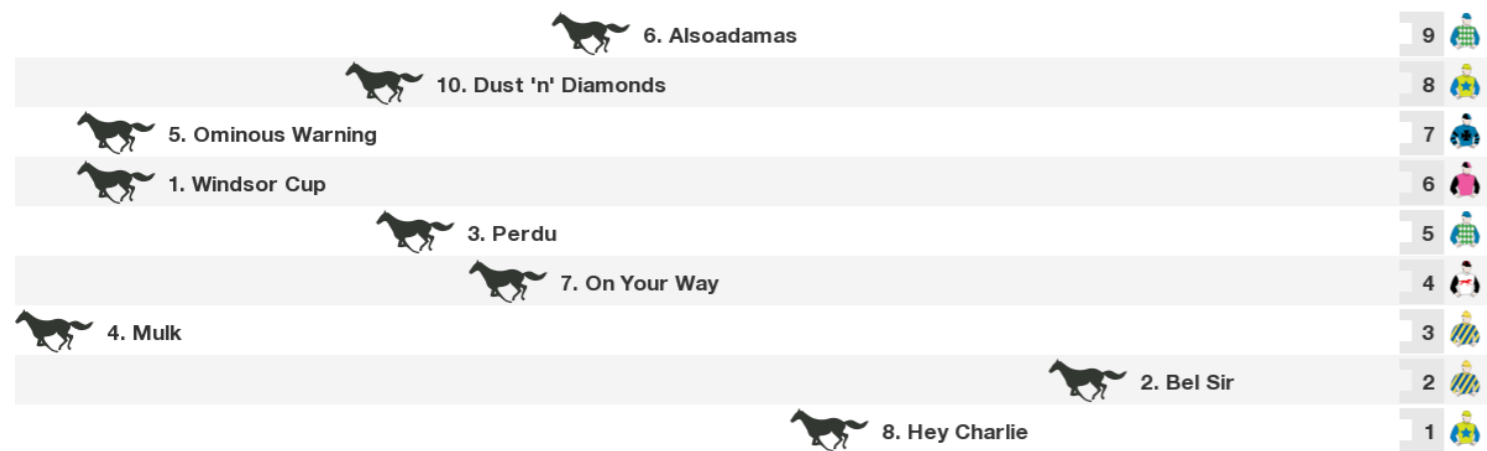 6. Alsoadamas 9
10. Dust 'n' Diamonds 8
5. Ominous Warning 7
1. Windsor Cup 6
3. Perdu 5
7. On Your Way 4
4. Mulk 3
2. Bel Sir 2
8. Hey Charlie 1